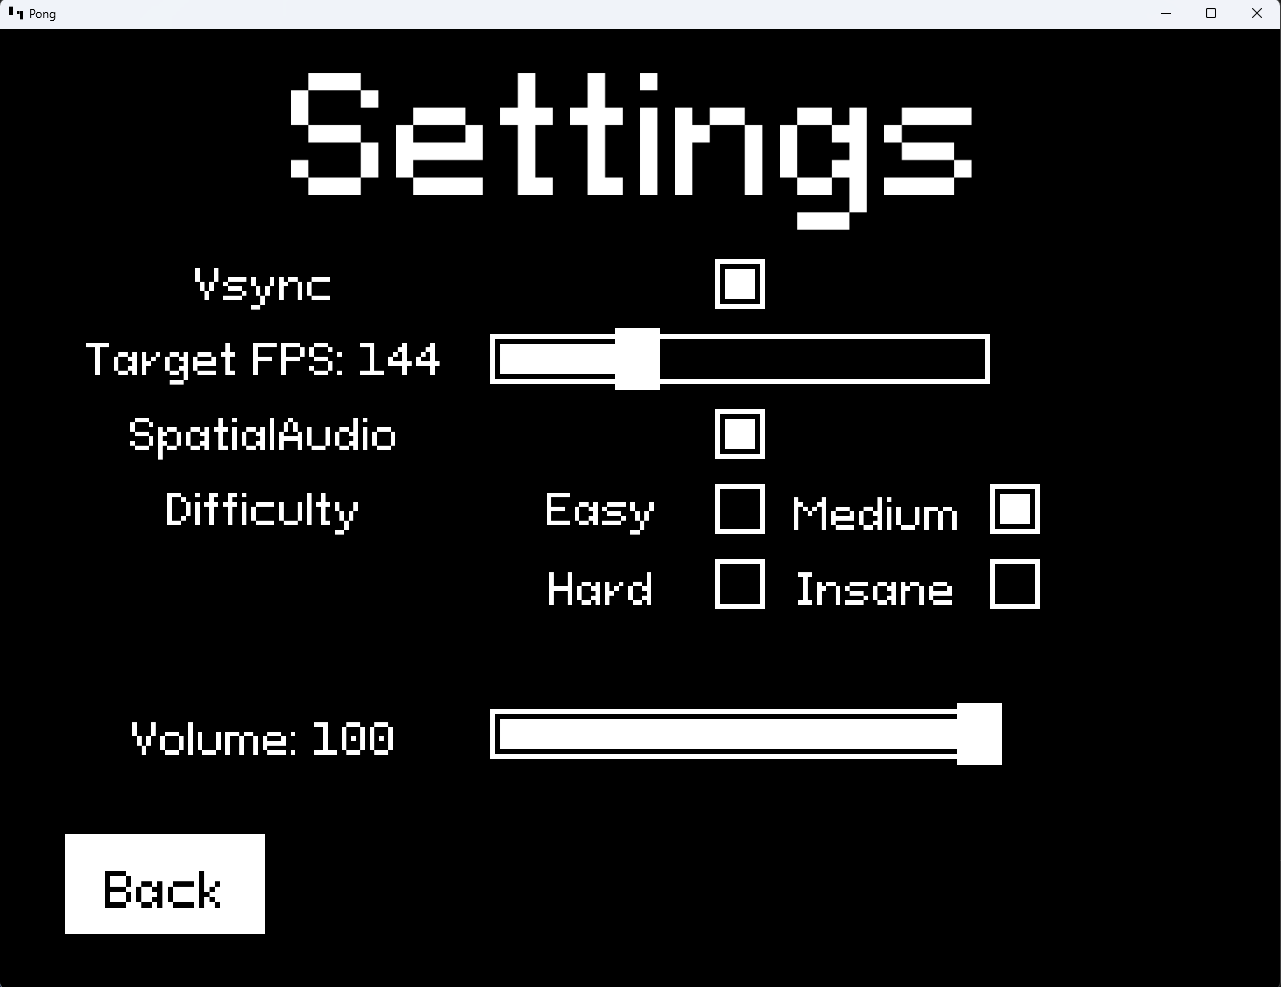 Pong
Settings
Vsync
Target FPS: 144
SpatialAudio
Difficulty Easy Medium
Hard Insane
Volume: 100
Back